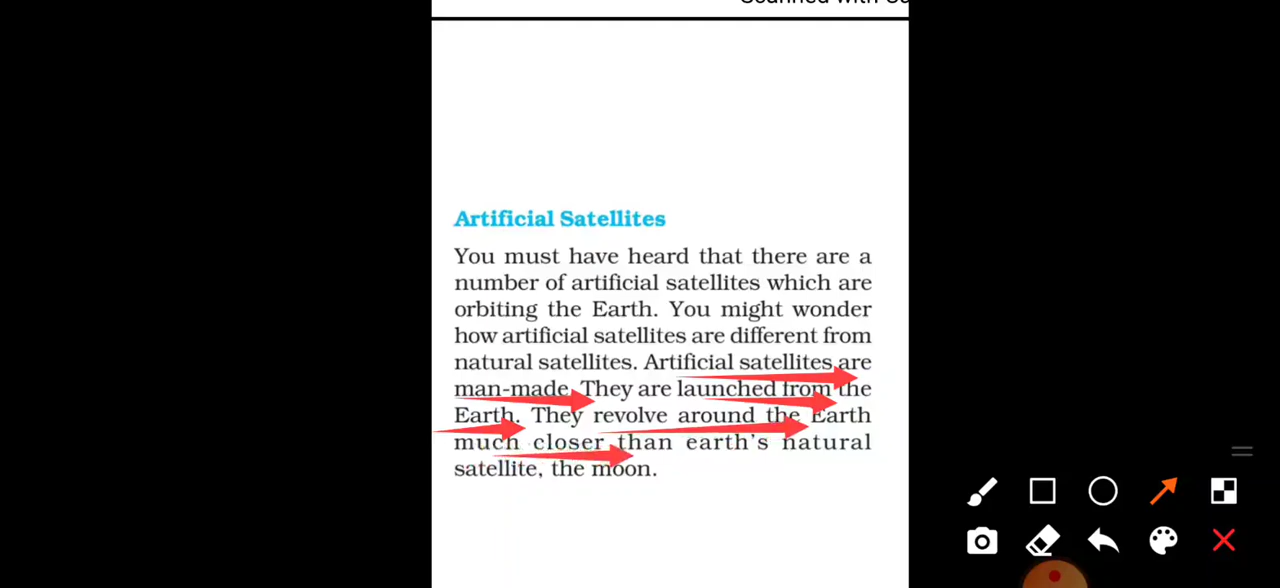 Scanned with
Artificial Satellites
You must have heard that there are a
number of artificial satellites which are
orbiting the Earth. You might wonder
how artificial satellites are different from
natural satellites. Artificial satellites are
man-made. They are launched from the
Earth. They revolve around the Earth
much closer than earth's natural
satellite, the moon.